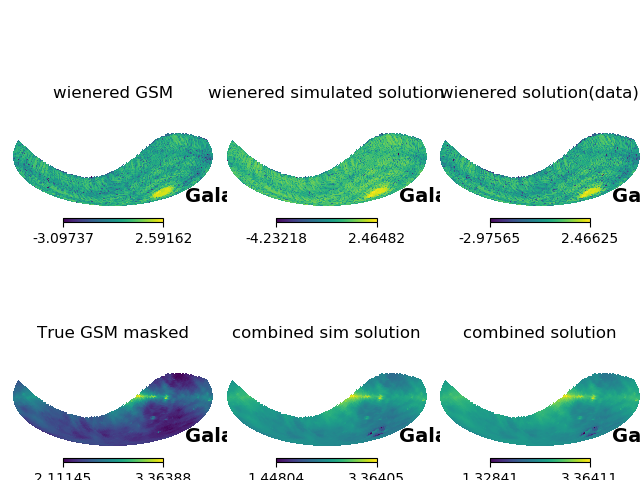 wienered GSM
wienered simulated solution
wienered solution(data)
Gala
Gala
Ga
-3.09737 2.59162
-4.23218 2.46482
-2.97565 2.46625
True GSM masked
combined sim solution
combined solution
Gala
Gala
Ga
2.11145 3.36388
1.44804 3.36405
1.32841 3.36411